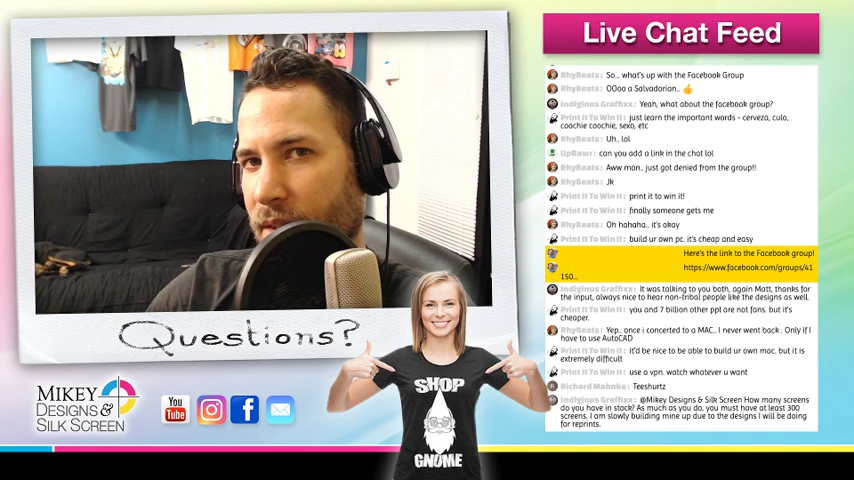 Live Chat Feed
RhyBeats: So... what's up with the Facebook Group
RhyBeats: OOoo a Salvadorian.. 👍
Indiginus Graffixx: Yeah, what about the facebook group?
Print It To Win It: just learn the important words - cerveza, culo,
coochie coochie, sexo, etc
RhyBeats: Uh.. lol
UpRawr: can you add a link in the chat lol
RhyBeats: Aww man.. just got denied from the group!!
RhyBeats: Jk
Print It To Win It: print it to win it!
Print It To Win It: finally someone gets me
RhyBeats: Oh hahaha.. it's okay
Print It To Win It: build ur own pc. it's cheap and easy
Here's the link to the Facebook group!
https://www.facebook.com/groups/41
150...
Indiginus Graffixx: It was talking to you both, again Matt, thanks for
the input, always nice to hear non-tribal people like the designs as well.
Print It To Win It: you and 7 billion other ppl are not fans. but it's
cheaper.
RhyBeats: Yep.. once i concerted to a MAC.. I never went back . Only if I
have to use AutoCAD
Print It To Win It: it'd be nice to be able to build ur own mac. but it is
extremely difficult
Print It To Win It: use a vpn. watch whatever u want
Richard Mahnke: Teeshurtz
Indiginus Graffixx: @Mikey Designs & Silk Screen How many screens
do you have in stock? As much as you do, you must have at least 300
screens. I am slowly building mine up due to the designs I will be doing
for reprints.
Questions?
MIKEY
DESIGNS &
SILK SCREEN
You
Tube
SHOP
GNOME